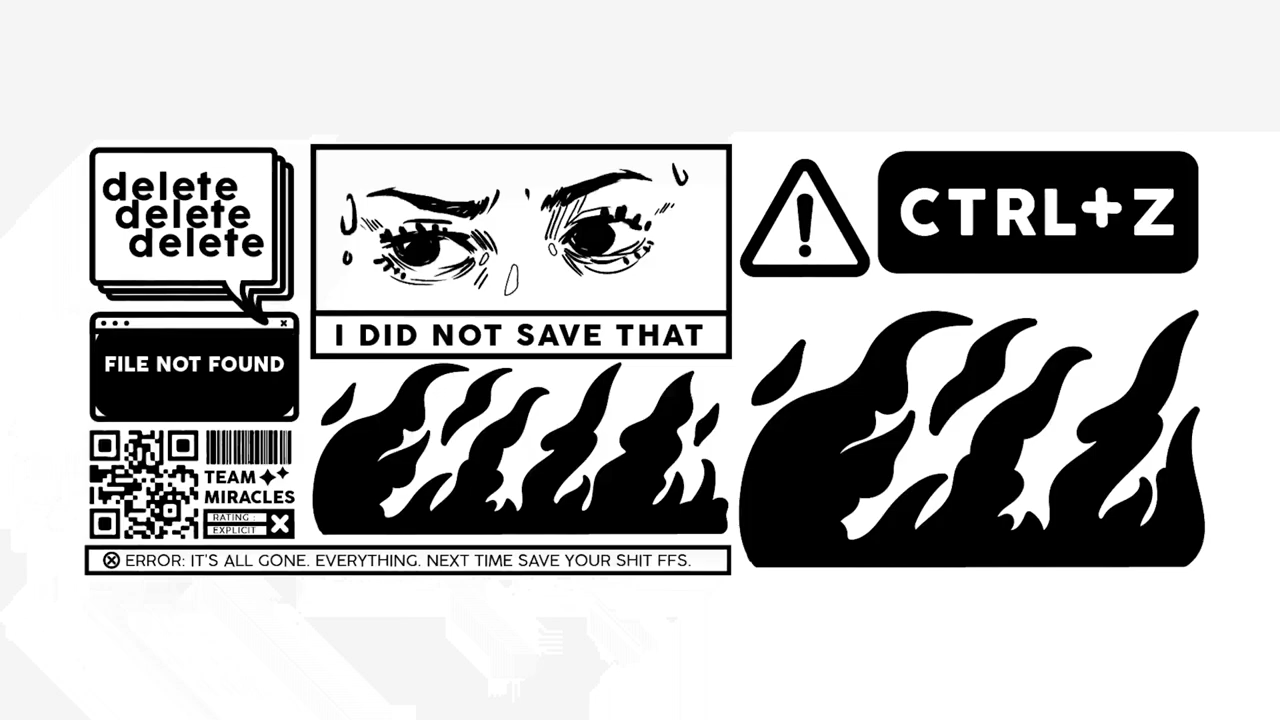 delete
delete
delete
FILE NOT FOUND
TEAM
MIRACLES
RATING :
EXPLICIT
I DID NOT SAVE THAT
ERROR: IT'S ALL GONE. EVERYTHING. NEXT TIME SAVE YOUR SHIT FFS.
CTRL+Z